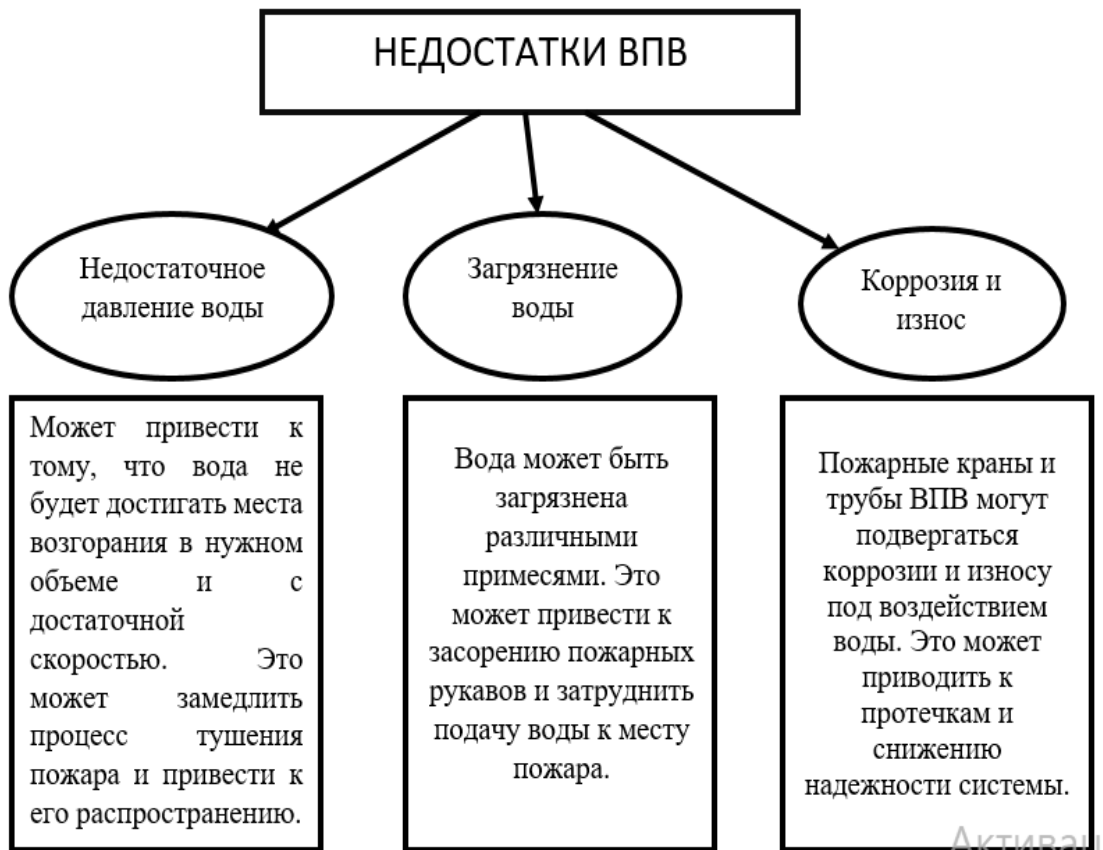 НЕДОСТАТКИ ВПВ
Недостаточное
давление воды
Загрязнение
воды
Коррозия и
износ
Может привести к
тому, что вода не
будет достигать места
возгорания в нужном
объеме и с
достаточной
скоростью. Это
может замедлить
процесс тушения
пожара и привести к
его распространению.
Вода может быть
загрязнена
различными
примесями. Это
может привести к
засорению пожарных
рукавов и затруднить
подачу воды к месту
пожара.
Пожарные краны и
трубы ВПВ могут
подвергаться
коррозии и износу
под воздействием
воды. Это может
приводить к
протечкам и
снижению
надежности системы.